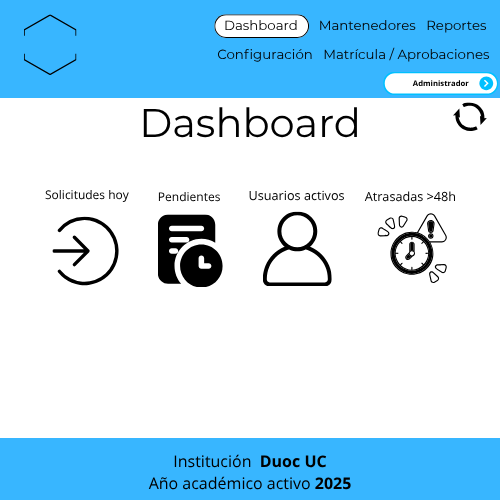 Dashboard Mantenedores Reportes
Configuración Matrícula / Aprobaciones
Administrador
Dashboard
Solicitudes hoy Pendientes Usuarios activos Atrasadas >48h
Institución Duoc UC
Año académico activo 2025